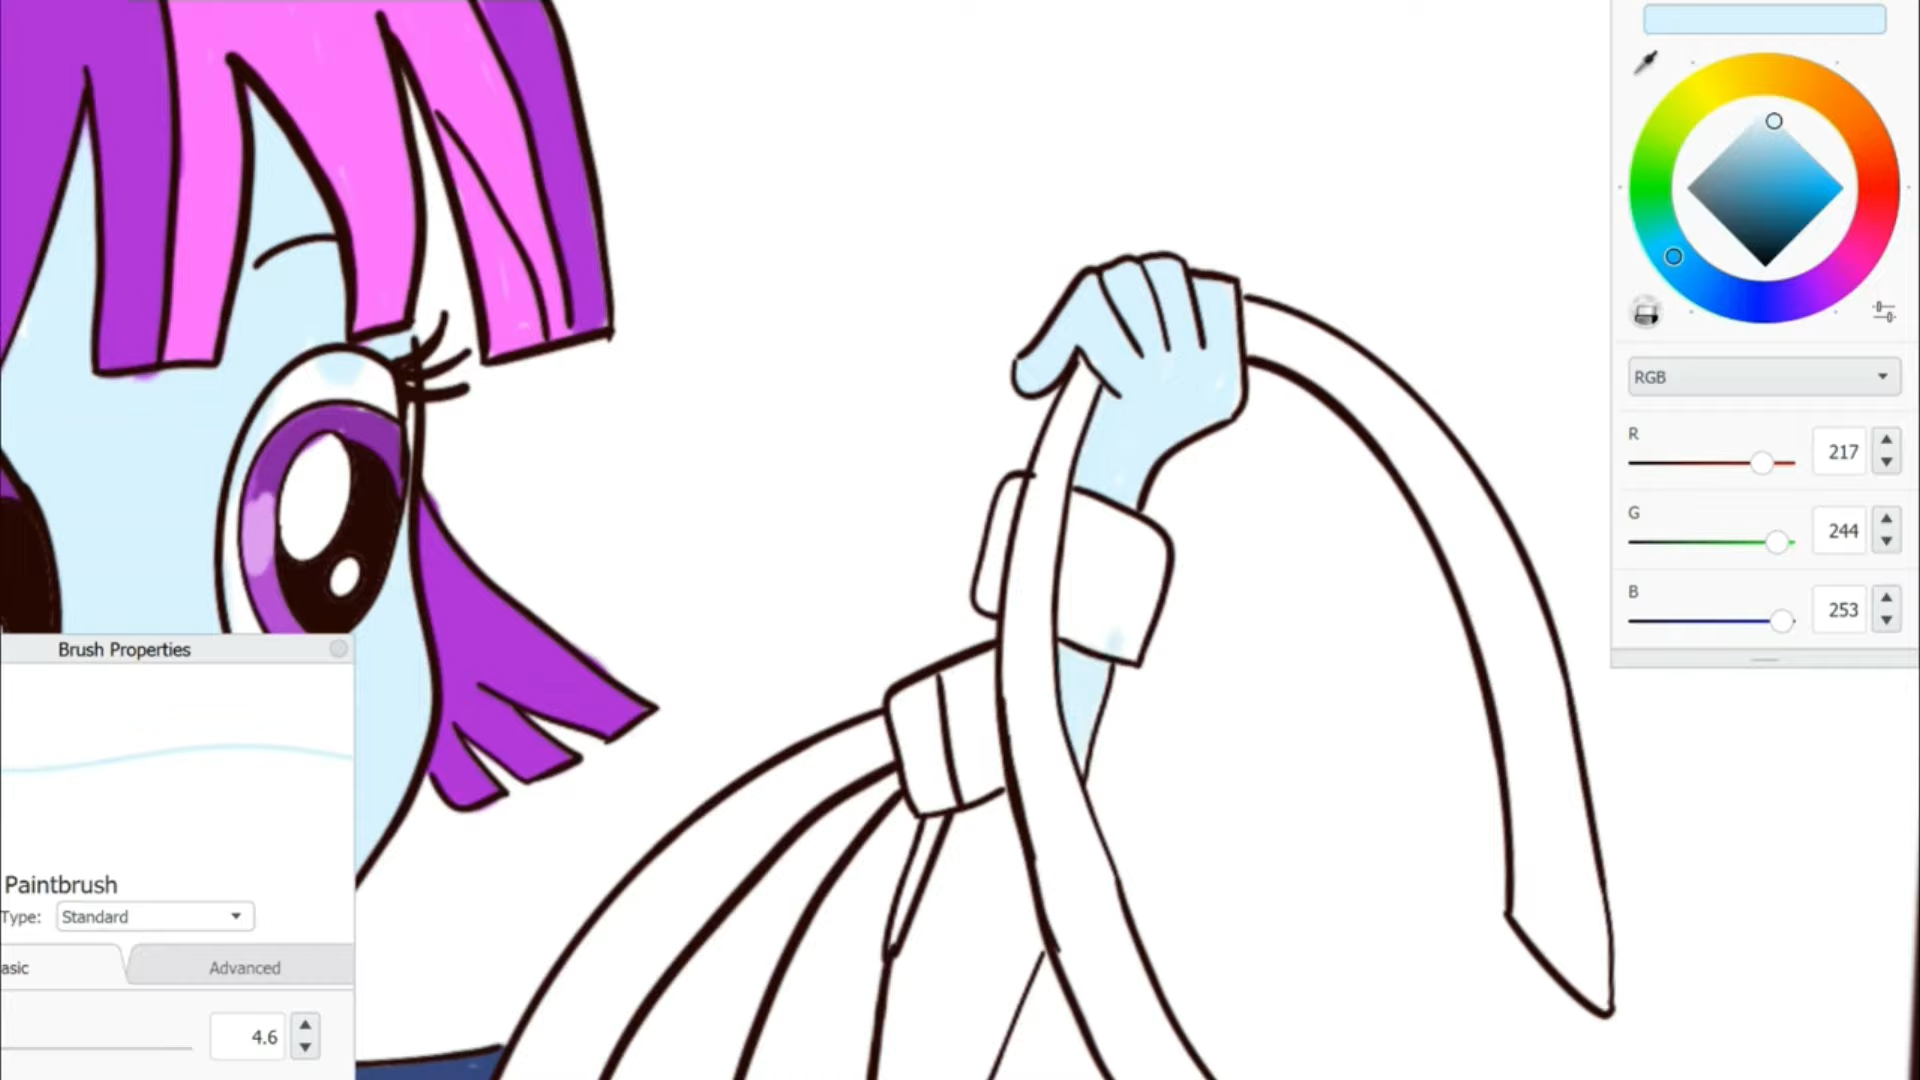 RGB
R
217
G
244
B
253
Brush Properties
Paintbrush
Type: Standard
asic
Advanced
4.6